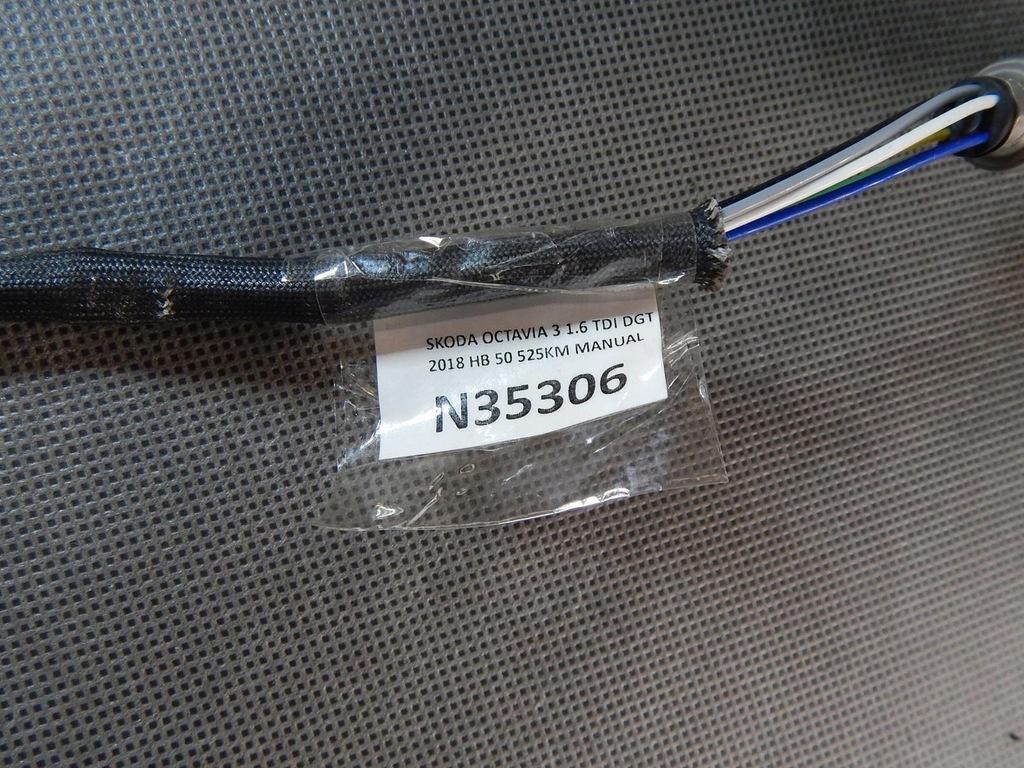 SKODA OCTAVIA 3 1.6 TDI DGT
2018 HB 50 525KM MANUAL
N35306